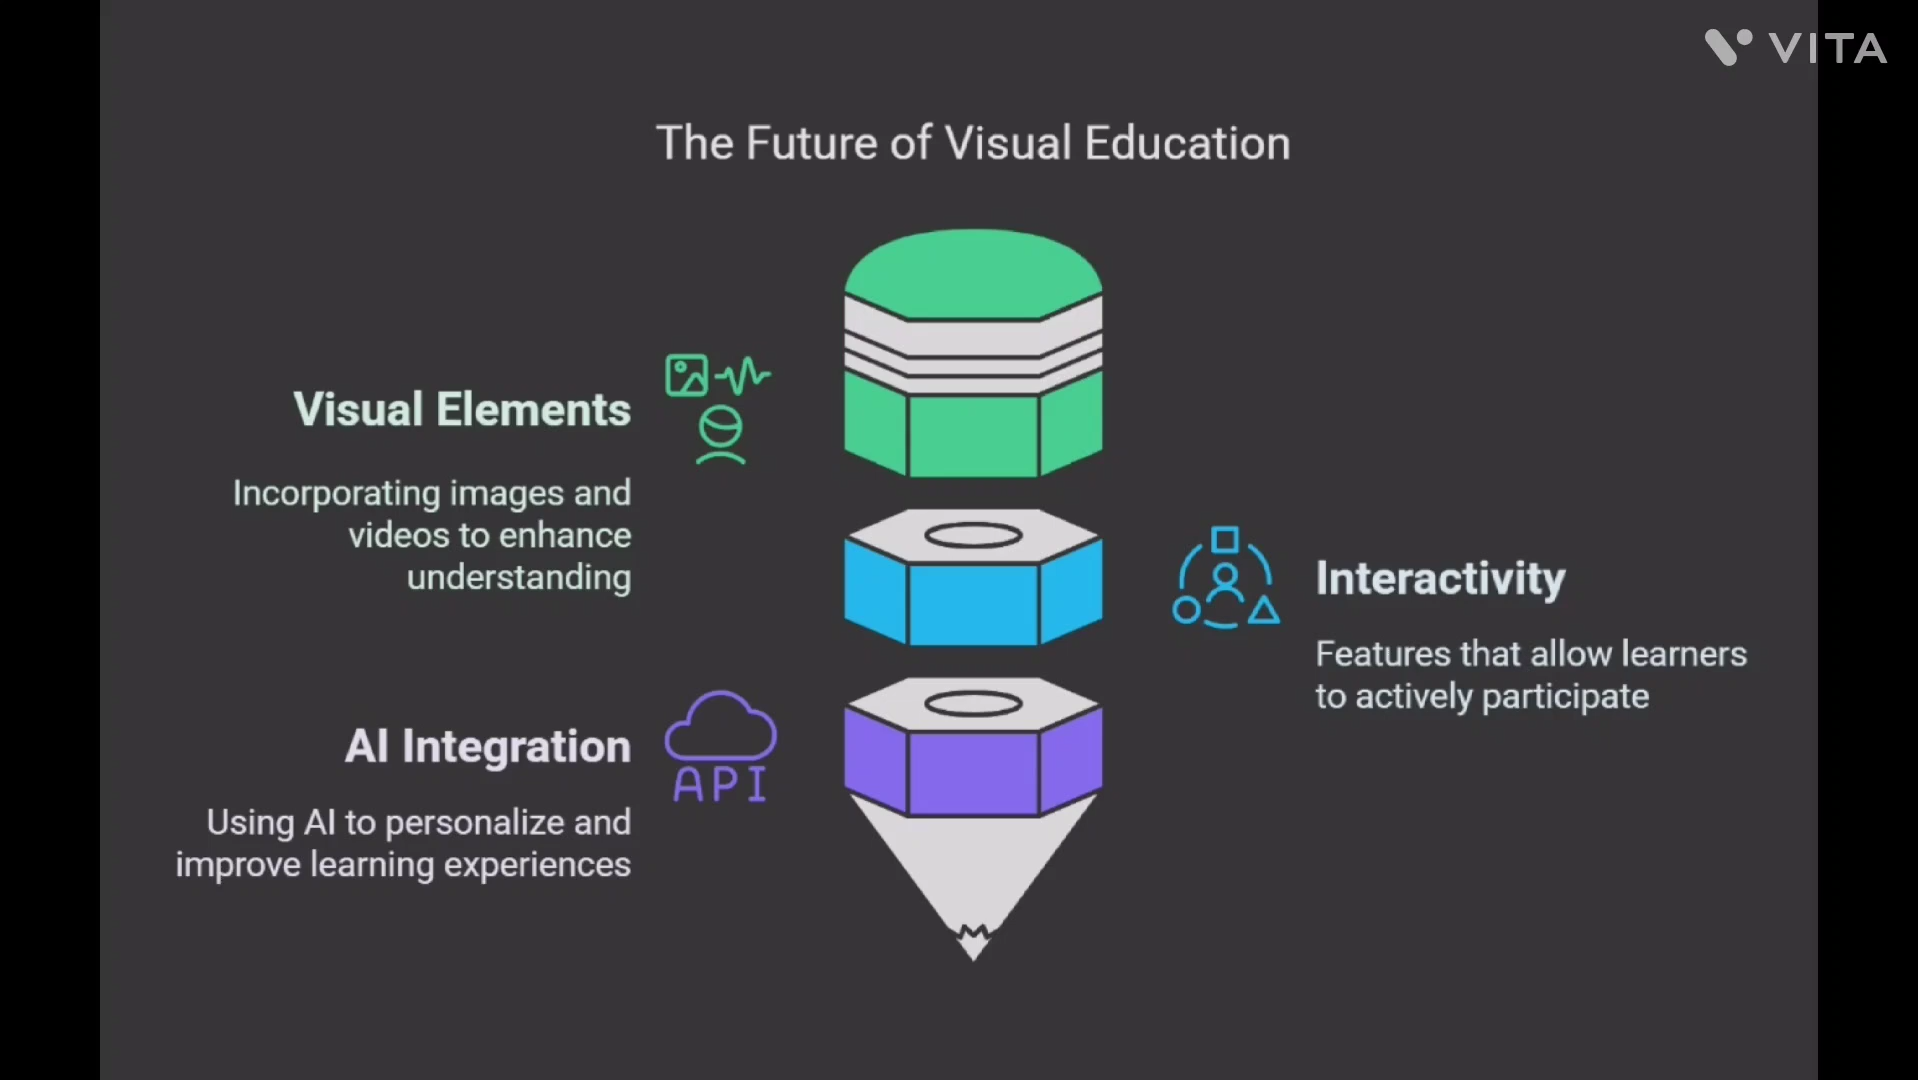 VITA
The Future of Visual Education
Visual Elements
Incorporating images and
videos to enhance
understanding
Interactivity
Features that allow learners
to actively participate
AI Integration
API
Using AI to personalize and
improve learning experiences